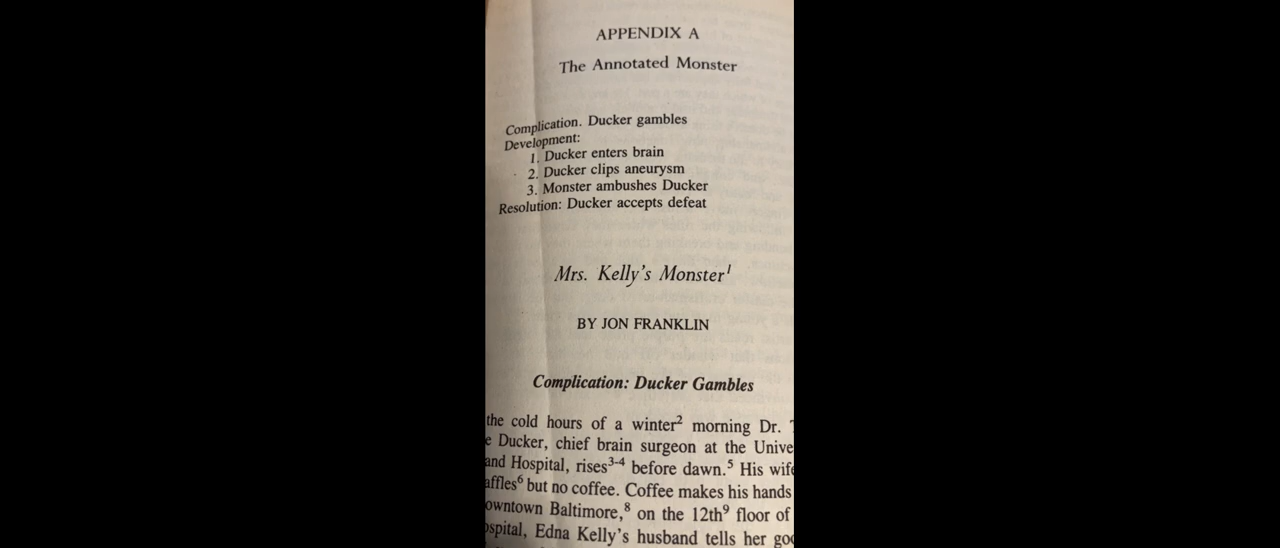 APPENDIX A
The Annotated Monster
Complication. Ducker gambles
Development:
1. Ducker enters brain
2. Ducker clips aneurysm
3. Monster ambushes Ducker
Resolution: Ducker accepts defeat
Mrs. Kelly's Monster¹
BY JON FRANKLIN
Complication: Ducker Gambles
the cold hours of a winter² morning Dr.
Ducker, chief brain surgeon at the
Hospital, rises³⁻⁴ before dawn.⁵ His
but no coffee. Coffee makes his hands
Baltimore,⁸ on the 12th⁹ floor of
Edna Kelly's husband tells her